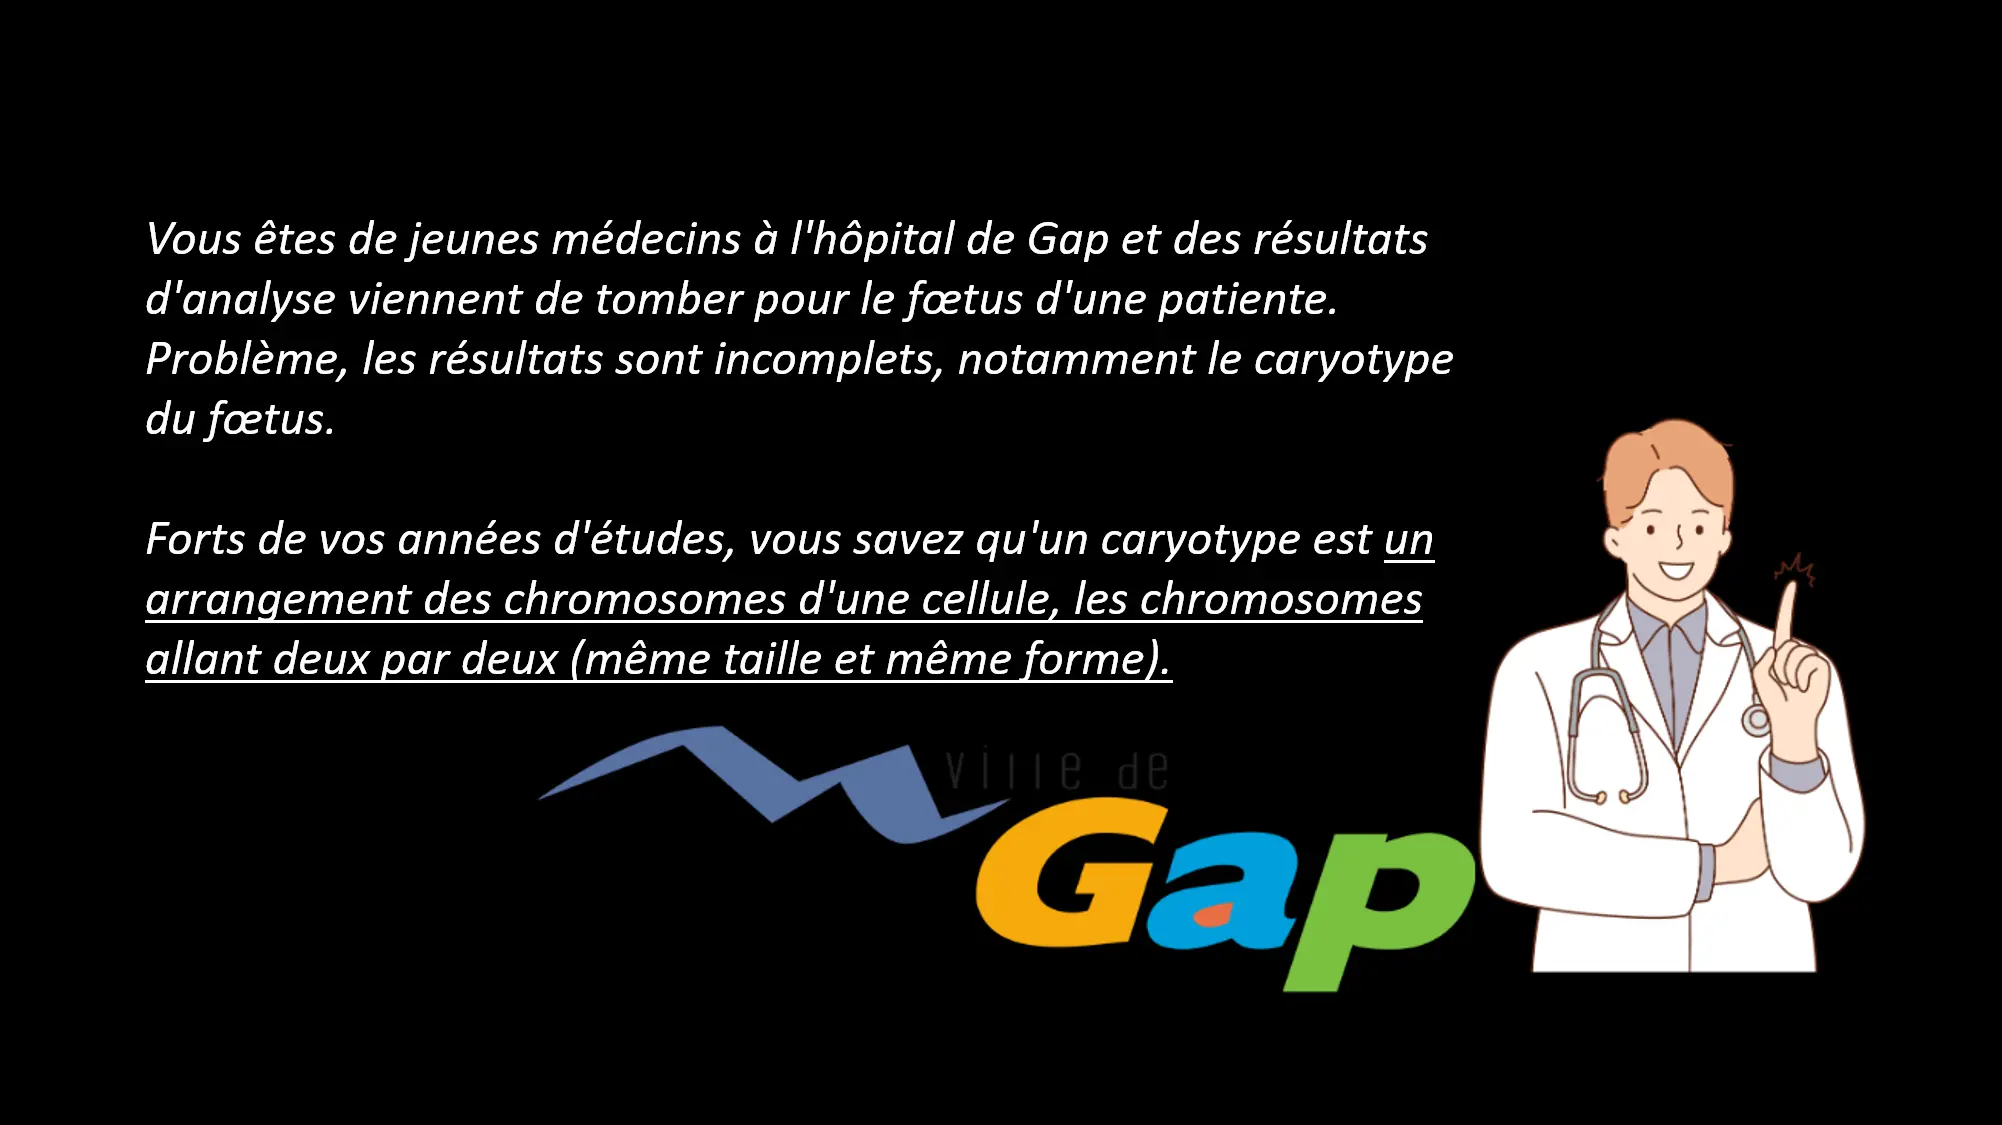 Vous êtes de jeunes médecins à l'hôpital de Gap et des résultats
d'analyse viennent de tomber pour le fœtus d'une patiente.
Problème, les résultats sont incomplets, notamment le caryotype
du fœtus.
Forts de vos années d'études, vous savez qu'un caryotype est un
arrangement des chromosomes d'une cellule, les chromosomes
allant deux par deux (même taille et même forme).
ville de
Gap